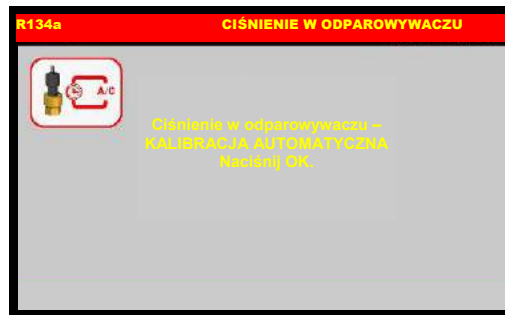 R134a CIŚNIENIE W ODPAROWYWACZU
A/C
Ciśnienie w odparowywaczu –
KALIBRACJA AUTOMATYCZNA
Naciśnij OK.